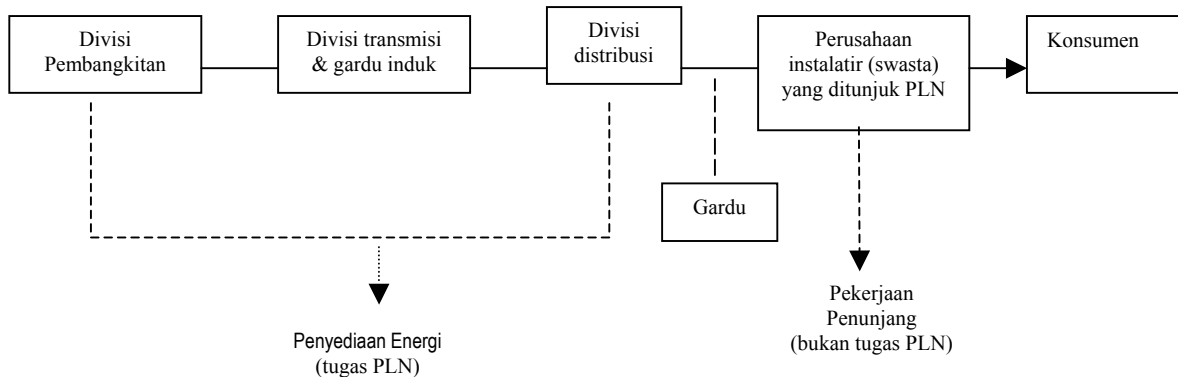 Divisi
Pembangkitan
Divisi transmisi
& gardu induk
Divisi
distribusi
Perusahaan
instalatir (swasta)
yang ditunjuk PLN
Konsumen
Gardu
Penyediaan Energi
(tugas PLN)
Pekerjaan
Penunjang
(bukan tugas PLN)